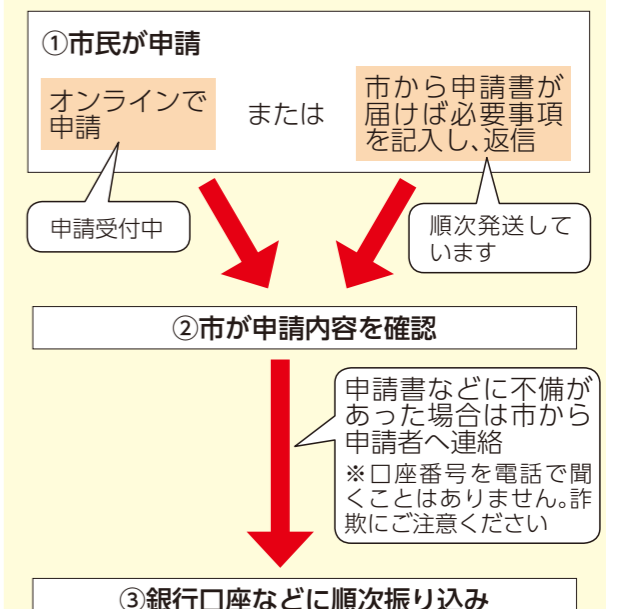 ①市民が申請
オンラインで
申請
または
市から申請書が
届けば必要事項
を記入し、返信
申請受付中
順次発送して
います
②市が申請内容を確認
申請書などに不備が
あった場合は市から
申請者へ連絡
※口座番号を電話で聞
くことはありません。詐
欺にご注意ください
③銀行口座などに順次振り込み